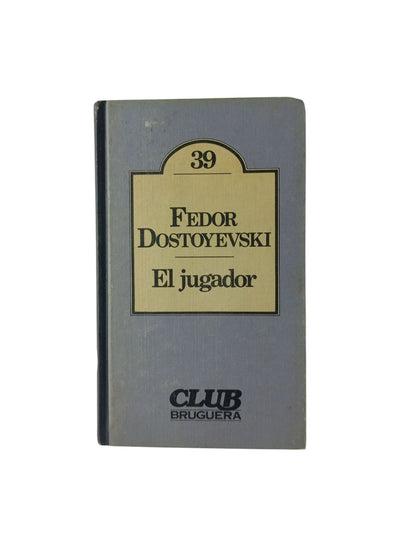 39
FEDOR
DOSTOYEVSKI
El jugador
CLUB
BRUGUERA